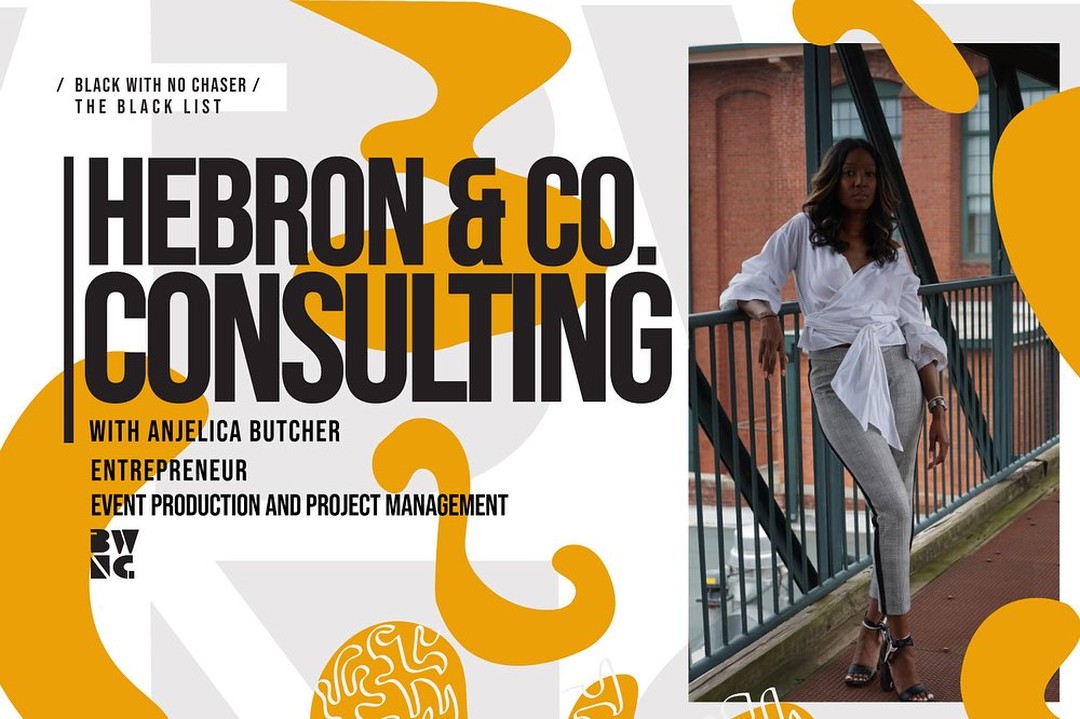 / BLACK WITH NO CHASER /
THE BLACK LIST
HEBRON & CO.
CONSULTING
WITH ANJELICA BUTCHER
ENTREPRENEUR
EVENT PRODUCTION AND PROJECT MANAGEMENT
BW
NC